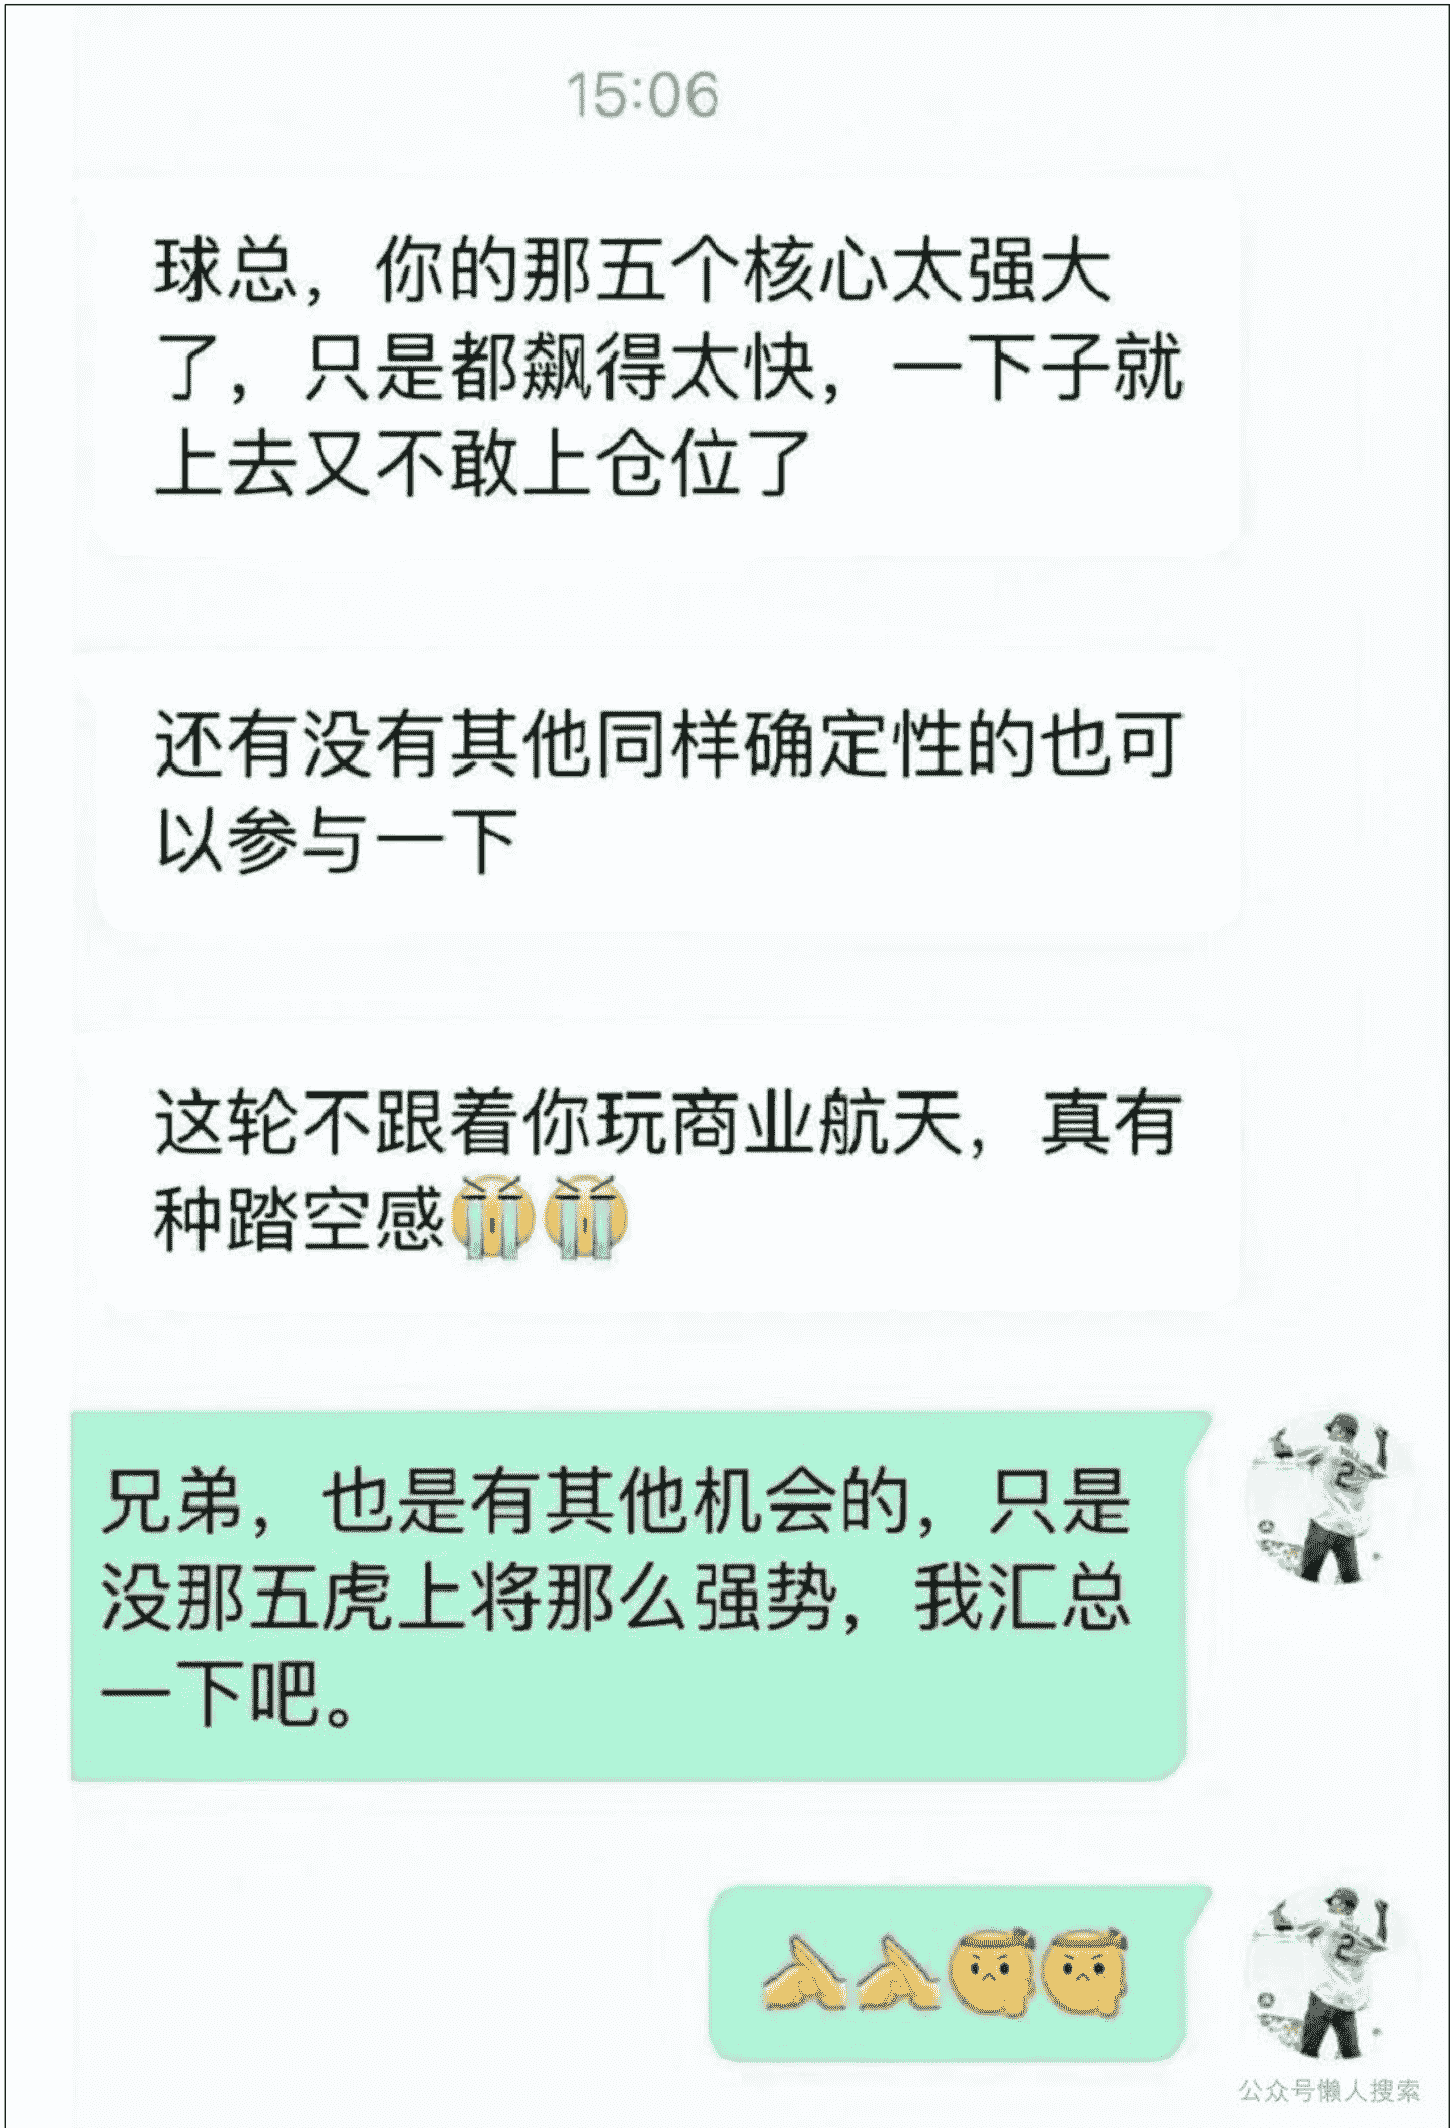 15:06
球总，你的那五个核心太强大
了，只是都飙得太快，一下子就
上去又不敢上仓位了
还有没有其他同样确定性的也可
以参与一下
这轮不跟着你玩商业航天，真有
种踏空感😭😭
兄弟，也是有其他机会的，只是
没那五虎上将那么强势，我汇总
一下吧。
2
2
公众号懒人搜索